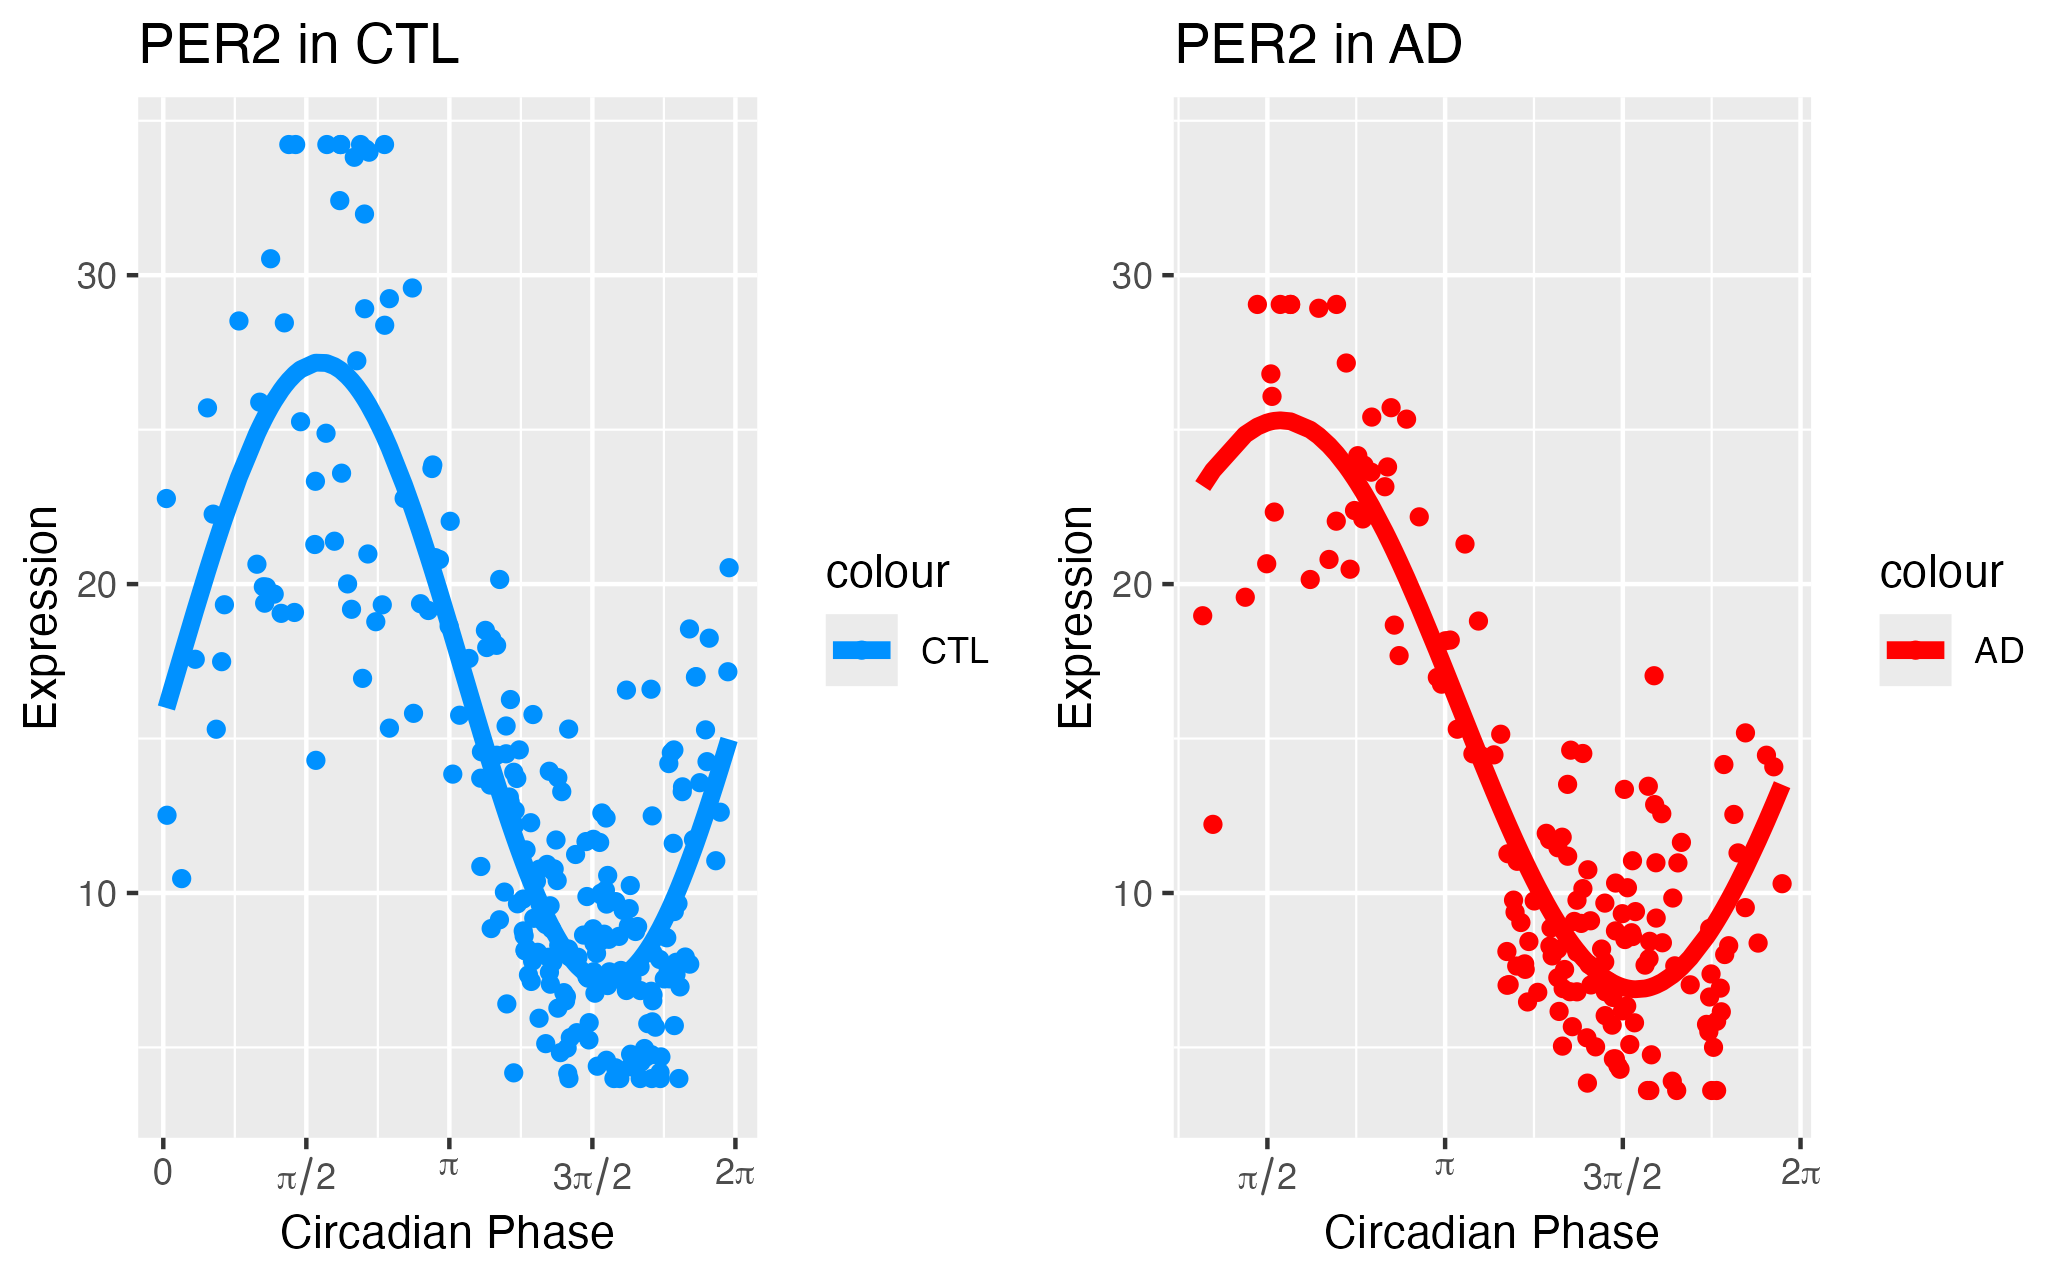 PER2 in CTL
Expression
30
20
10
0
π/2
π
3π/2
2π
Circadian Phase
colour
CTL
PER2 in AD
Expression
30
20
10
π/2
π
3π/2
2π
Circadian Phase
colour
AD